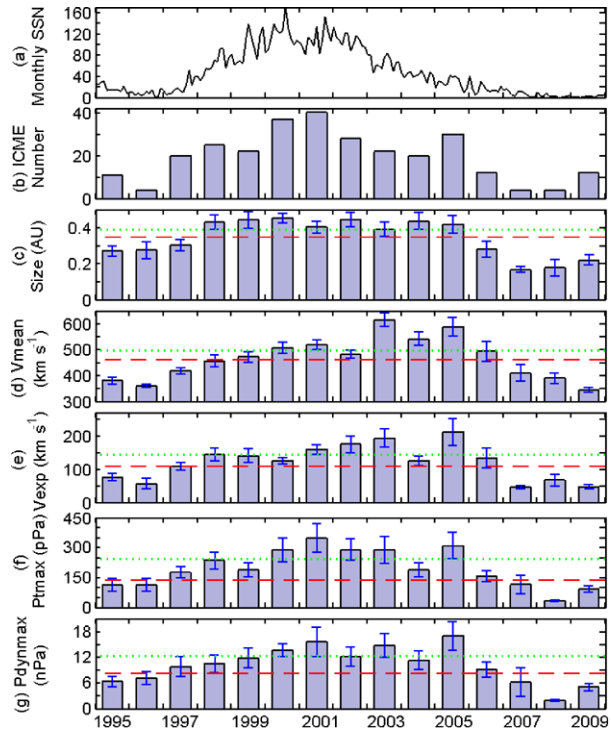 160
120
80
40
0
(a)
Monthly SSN
40
20
0
(b) ICME
Number
0.4
0.2
0
(c)
Size (AU)
600
500
400
300
(d) Vmean
(km s⁻¹)
200
100
0
(e)
Vexp (km s⁻¹)
450
300
150
0
(f)
Ptmax (pPa)
18
12
6
0
(g) Pdynmax
(nPa)
1995 1997 1999 2001 2003 2005 2007 2009